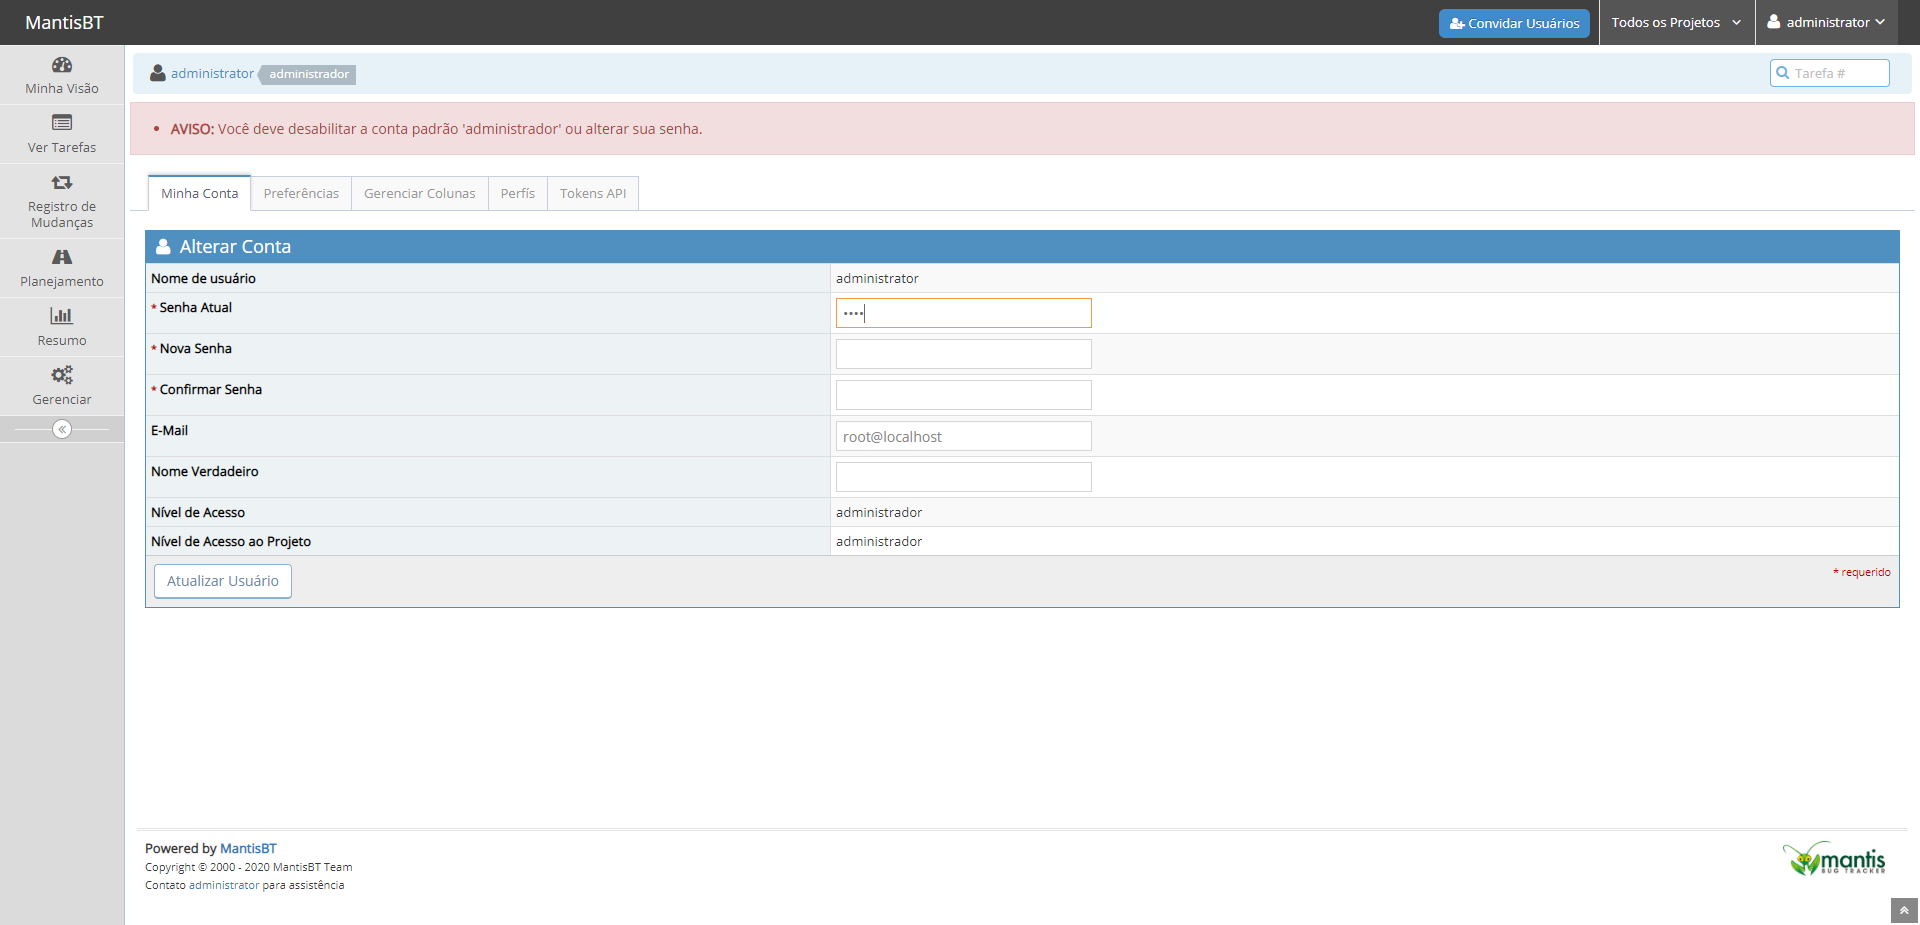 MantisBT
Convidar Usuários
Todos os Projetos
administrator
Minha Visão
Ver Tarefas
Registro de
Mudanças
Planejamento
Resumo
Gerenciar
administrator administrador
Tarefa #
AVISO: Você deve desabilitar a conta padrão 'administrador' ou alterar sua senha.
Minha Conta
Preferências
Gerenciar Colunas
Perfís
Tokens API
Alterar Conta
Nome de usuário administrator
* Senha Atual ••••
* Nova Senha
* Confirmar Senha
E-Mail root@localhost
Nome Verdadeiro
Nível de Acesso administrador
Nível de Acesso ao Projeto administrador
Atualizar Usuário
* requerido
Powered by MantisBT
Copyright © 2000 - 2020 MantisBT Team
Contato administrator para assistência
mantis
BUG TRACKER